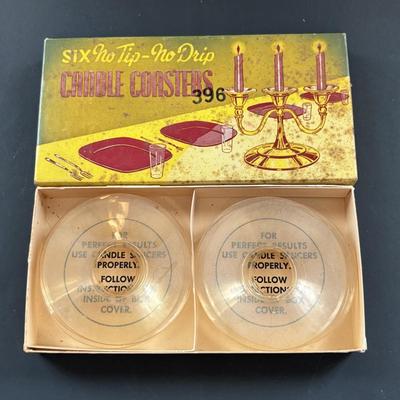 SIX No Tip-No Drip
CANDLE COASTERS
396
FOR
PERFECT RESULTS
USE CANDLE SAUCERS
PROPERLY.
FOLLOW
INSTRUCTIONS
INSIDE OF BOX
COVER.
FOR
PERFECT RESULTS
USE CANDLE SAUCERS
PROPERLY.
FOLLOW
INSTRUCTIONS
INSIDE OF BOX
COVER.